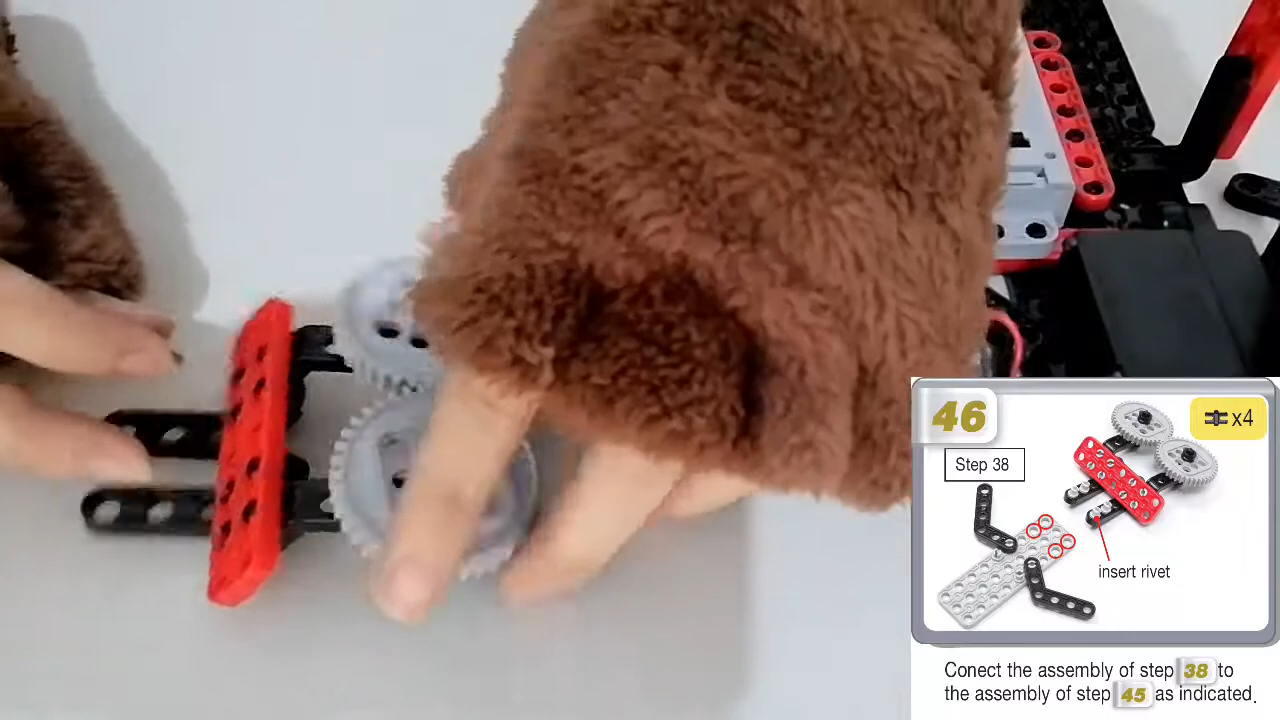 46
x4
Step 38
insert rivet
Conect the assembly of step 38 to
the assembly of step 45 as indicated.